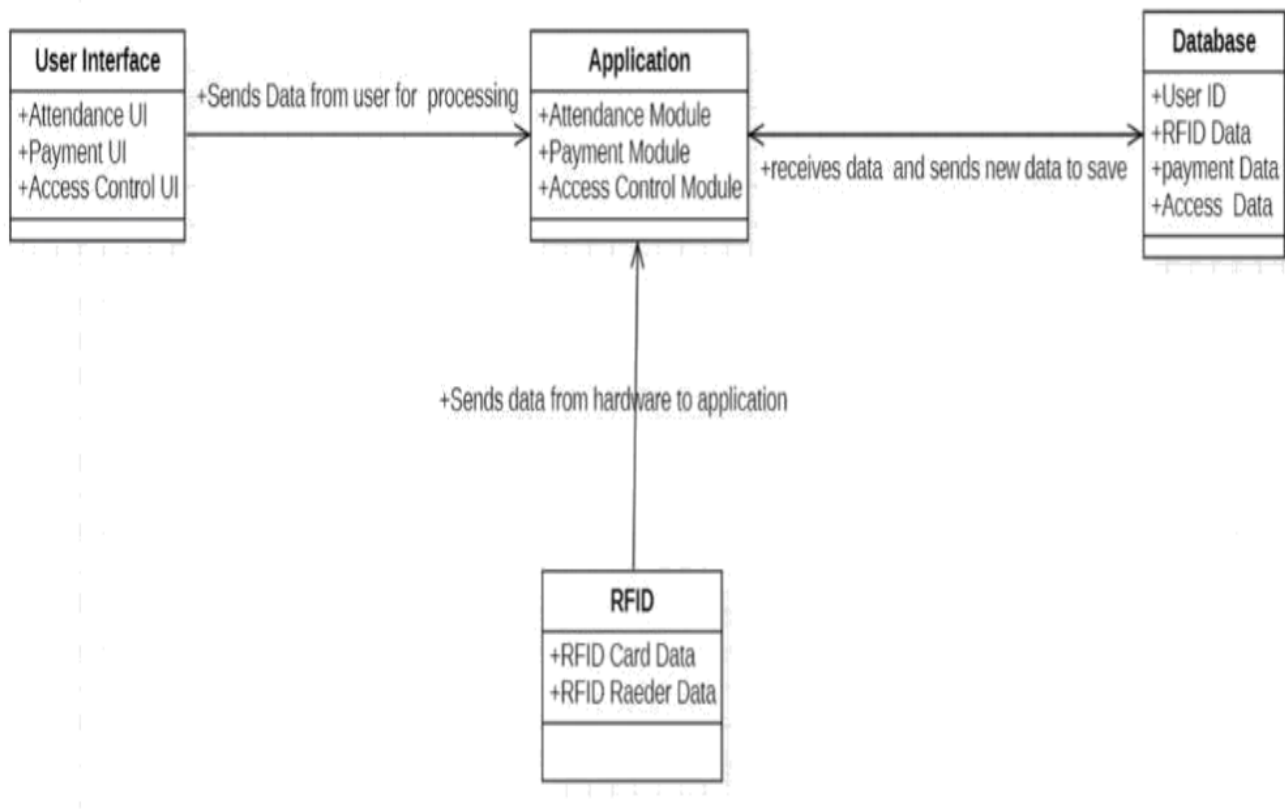 User Interface
+Attendance UI
+Payment UI
+Access Control UI
+Sends Data from user for processing
Application
+Attendance Module
+Payment Module
+Access Control Module
+receives data and sends new data to save
Database
+User ID
+RFID Data
+payment Data
+Access Data
+Sends data from hardware to application
RFID
+RFID Card Data
+RFID Raeder Data